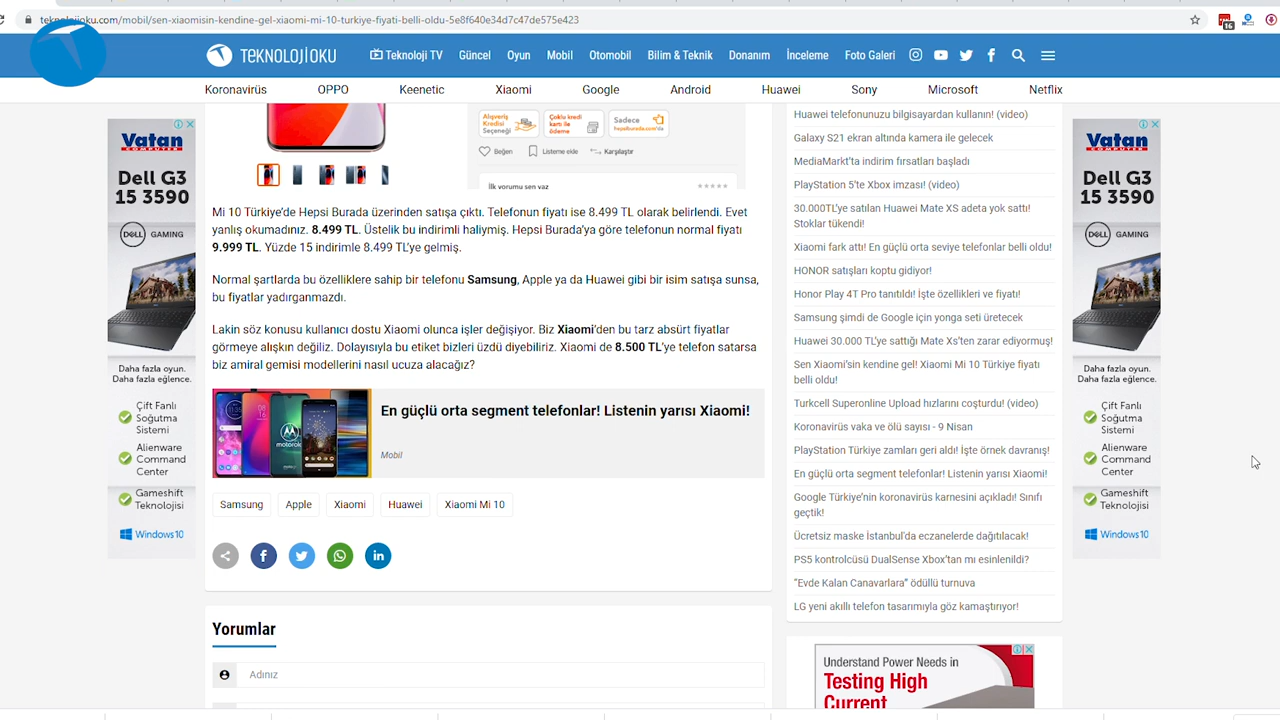 teknolojioku.com/mobil/sen-xiaomisin-kendine-gel-xiaomi-mi-10-turkiye-fiyati-belli-oldu-5e8f640e34d7c47de575e423
16
TEKNOLOJİOKU
Teknoloji TV Güncel Oyun Mobil Otomobil Bilim & Teknik Donanım İnceleme Foto Galeri
Koronavirüs OPPO Keenetic Xiaomi Google Android Huawei Sony Microsoft Netflix
Vatan
COMPUTER
Dell G3
15 3590
DELL GAMING
Daha fazla oyun.
Daha fazla eğlence.
Çift Fanlı
Soğutma
Sistemi
Alienware
Command
Center
Gameshift
Teknolojisi
Windows10
Alışveriş
Kredisi
Seçeneği
Çoklu kredi
kartı ile
ödeme
Sadece
hepsiburada.com'da
Beğen
Listeme ekle
Karşılaştır
İlk yorumu sen yaz
Mi 10 Türkiye’de Hepsi Burada üzerinden satışa çıktı. Telefonun fiyatı ise 8.499 TL olarak belirlendi. Evet
yanlış okumadınız. 8.499 TL. Üstelik bu indirimli haliymiş. Hepsi Burada’ya göre telefonun normal fiyatı
9.999 TL. Yüzde 15 indirimle 8.499 TL’ye gelmiş.
Normal şartlarda bu özelliklere sahip bir telefonu Samsung, Apple ya da Huawei gibi bir isim satışa sunsa,
bu fiyatlar yadırganmazdı.
Lakin söz konusu kullanıcı dostu Xiaomi olunca işler değişiyor. Biz Xiaomi’den bu tarz absürt fiyatlar
görmeye alışkın değiliz. Dolayısıyla bu etiket bizleri üzdü diyebiliriz. Xiaomi de 8.500 TL’ye telefon satarsa
biz amiral gemisi modellerini nasıl ucuza alacağız?
En güçlü orta segment telefonlar! Listenin yarısı Xiaomi!
Mobil
Samsung Apple Xiaomi Huawei Xiaomi Mi 10
Yorumlar
Adınız
Huawei telefonunuzu bilgisayardan kullanın! (video)
Galaxy S21 ekran altında kamera ile gelecek
MediaMarkt’ta indirim fırsatları başladı
PlayStation 5’te Xbox imzası! (video)
30.000TL’ye satılan Huawei Mate XS adeta yok sattı!
Stoklar tükendi!
Xiaomi fark attı! En güçlü orta seviye telefonlar belli oldu!
HONOR satışları koptu gidiyor!
Honor Play 4T Pro tanıtıldı! İşte özellikleri ve fiyatı!
Samsung şimdi de Google için yonga seti üretecek
Huawei 30.000 TL’ye sattığı Mate Xs’ten zarar ediyormuş!
Sen Xiaomi’sin kendine gel! Xiaomi Mi 10 Türkiye fiyatı
belli oldu!
Turkcell Superonline Upload hızlarını coşturdu! (video)
Koronavirüs vaka ve ölü sayısı - 9 Nisan
PlayStation Türkiye zamları geri aldı! İşte örnek davranış!
En güçlü orta segment telefonlar! Listenin yarısı Xiaomi!
Google Türkiye’nin koronavirüs karnesini açıkladı! Sınıfı
geçtik!
Ücretsiz maske İstanbul’da eczanelerde dağıtılacak!
PS5 kontrolcüsü DualSense Xbox’tan mı esinlenildi?
“Evde Kalan Canavarlara” ödüllü turnuva
LG yeni akıllı telefon tasarımıyla göz kamaştırıyor!
Understand Power Needs in
Testing High
Current
Vatan
COMPUTER
Dell G3
15 3590
DELL GAMING
Daha fazla oyun.
Daha fazla eğlence.
Çift Fanlı
Soğutma
Sistemi
Alienware
Command
Center
Gameshift
Teknolojisi
Windows10